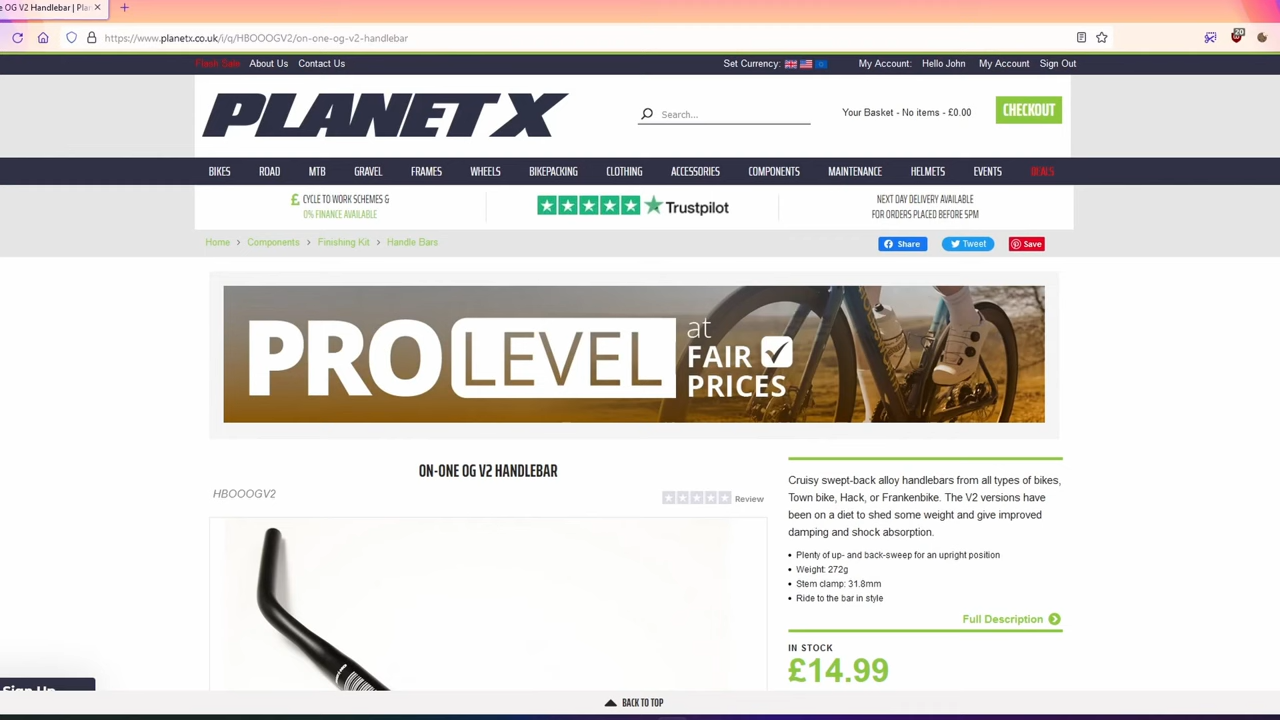 OG V2 Handlebar | Pla
https://www.planetx.co.uk/i/q/HBOOOGV2/on-one-og-v2-handlebar
20
Flash Sale About Us Contact Us Set Currency: My Account: Hello John My Account Sign Out
PLANET X
Search...
Your Basket - No items - £0.00
CHECKOUT
BIKES ROAD MTB GRAVEL FRAMES WHEELS BIKEPACKING CLOTHING ACCESSORIES COMPONENTS MAINTENANCE HELMETS EVENTS DEALS
£ CYCLE TO WORK SCHEMES &
0% FINANCE AVAILABLE
Trustpilot
NEXT DAY DELIVERY AVAILABLE
FOR ORDERS PLACED BEFORE 5PM
Home › Components › Finishing Kit › Handle Bars
Share Tweet Save
PRO LEVEL at
FAIR
PRICES
ON-ONE OG V2 HANDLEBAR
HBOOOGV2
Review
Cruisy swept-back alloy handlebars from all types of bikes,
Town bike, Hack, or Frankenbike. The V2 versions have
been on a diet to shed some weight and give improved
damping and shock absorption.
• Plenty of up- and back-sweep for an upright position
• Weight: 272g
• Stem clamp: 31.8mm
• Ride to the bar in style
Full Description
IN STOCK
£14.99
Sign Up
BACK TO TOP